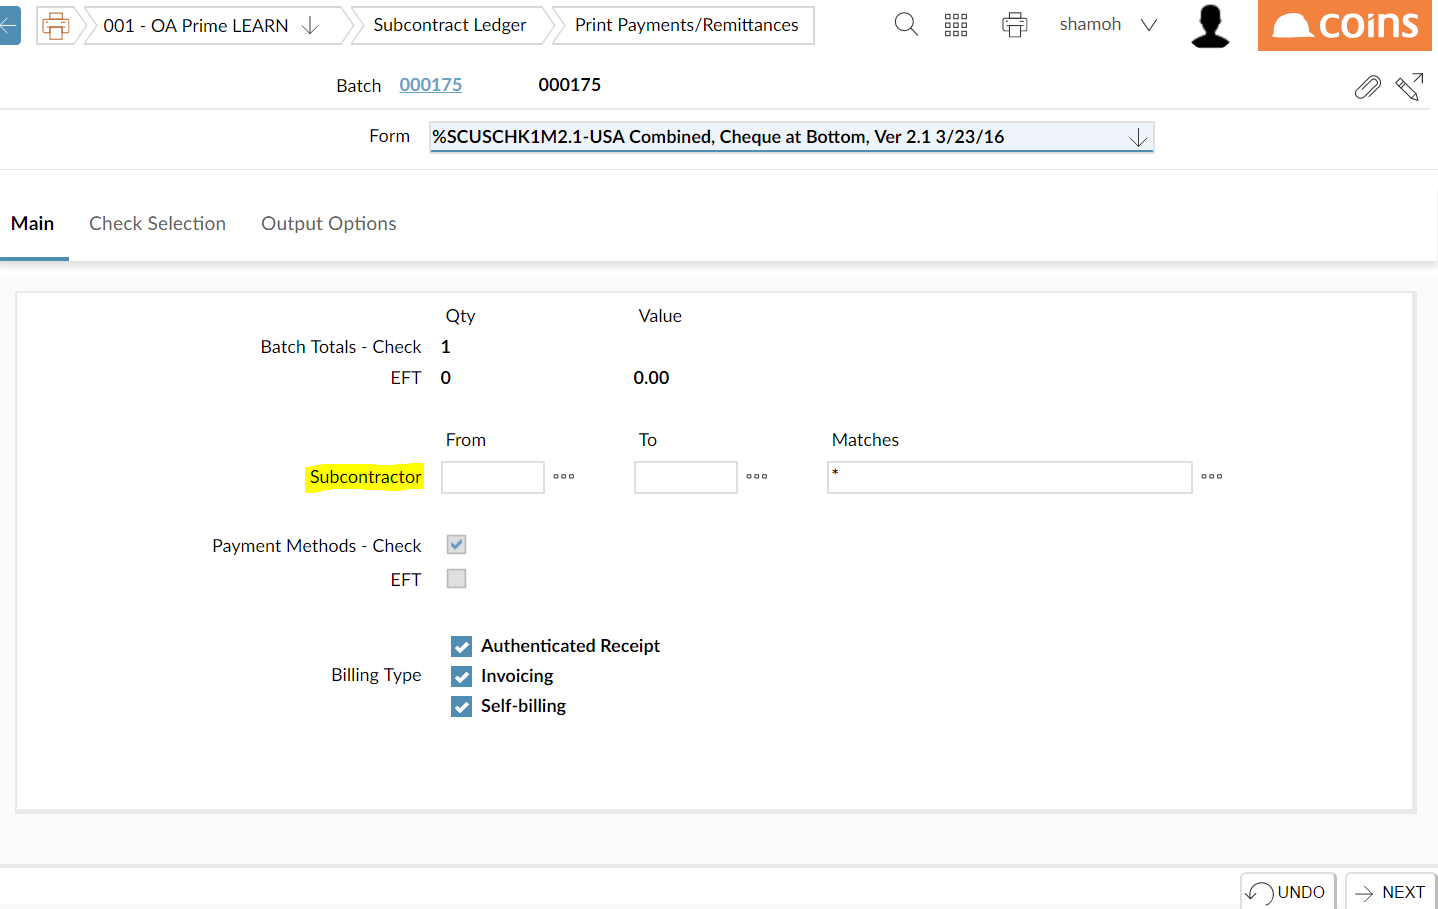 001 - OA Prime LEARN
Subcontract Ledger
Print Payments/Remittances
shamoh
coins
Batch 000175 000175
Form %SCUSCHK1M2.1-USA Combined, Cheque at Bottom, Ver 2.1 3/23/16
Main Check Selection Output Options
Qty Value
Batch Totals - Check 1
EFT 0 0.00
From To Matches
Subcontractor *
Payment Methods - Check
EFT
Authenticated Receipt
Billing Type Invoicing
Self-billing
UNDO NEXT